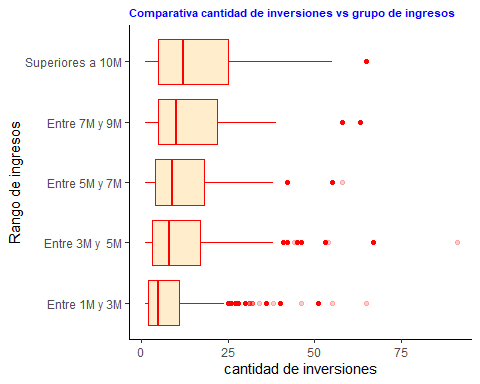 Comparativa cantidad de inversiones vs grupo de ingresos
Rango de ingresos
Superiores a 10M
Entre 7M y 9M
Entre 5M y 7M
Entre 3M y  5M
Entre 1M y 3M
0 25 50 75
cantidad de inversiones